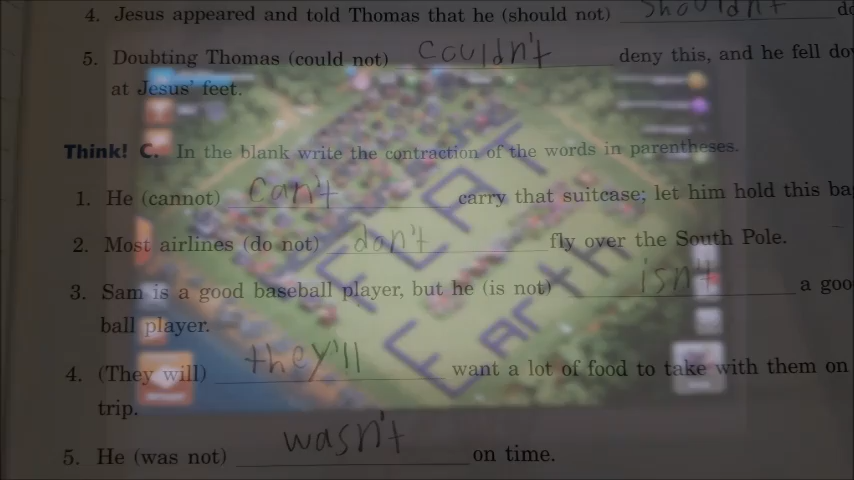 4. Jesus appeared and told Thomas that he (should not) shouldn't
5. Doubting Thomas (could not) couldn't deny this, and he fell
at Jesus' feet.
Think! C. In the blank write the contraction of the words in parentheses.
1. He (cannot) can't carry that suitcase; let him hold this
2. Most airlines (do not) don't fly over the South Pole.
3. Sam is a good baseball player, but he (is not) isn't a
ball player.
4. (They will) they'll want a lot of food to take with them on
trip.
5. He (was not) wasn't on time.
FLAT
Earth